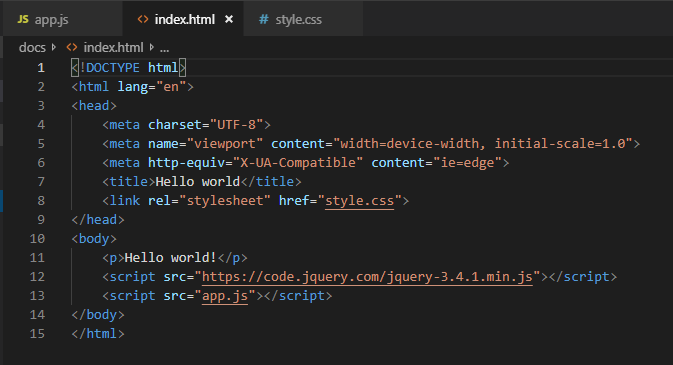 JS app.js <> index.html × # style.css
docs > <> index.html > ...
1 <!DOCTYPE html>
2 <html lang="en">
3 <head>
4     <meta charset="UTF-8">
5     <meta name="viewport" content="width=device-width, initial-scale=1.0">
6     <meta http-equiv="X-UA-Compatible" content="ie=edge">
7     <title>Hello world</title>
8     <link rel="stylesheet" href="style.css">
9 </head>
10 <body>
11     <p>Hello world!</p>
12     <script src="https://code.jquery.com/jquery-3.4.1.min.js"></script>
13     <script src="app.js"></script>
14 </body>
15 </html>